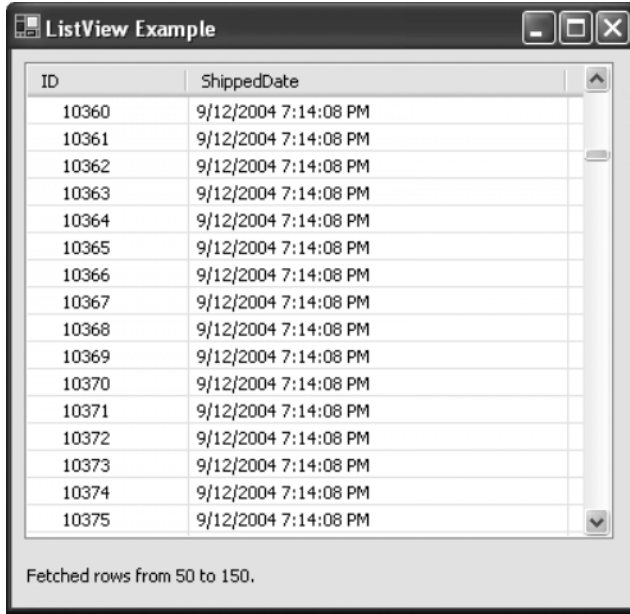 ListView Example
ID ShippedDate
10360 9/12/2004 7:14:08 PM
10361 9/12/2004 7:14:08 PM
10362 9/12/2004 7:14:08 PM
10363 9/12/2004 7:14:08 PM
10364 9/12/2004 7:14:08 PM
10365 9/12/2004 7:14:08 PM
10366 9/12/2004 7:14:08 PM
10367 9/12/2004 7:14:08 PM
10368 9/12/2004 7:14:08 PM
10369 9/12/2004 7:14:08 PM
10370 9/12/2004 7:14:08 PM
10371 9/12/2004 7:14:08 PM
10372 9/12/2004 7:14:08 PM
10373 9/12/2004 7:14:08 PM
10374 9/12/2004 7:14:08 PM
10375 9/12/2004 7:14:08 PM
Fetched rows from 50 to 150.